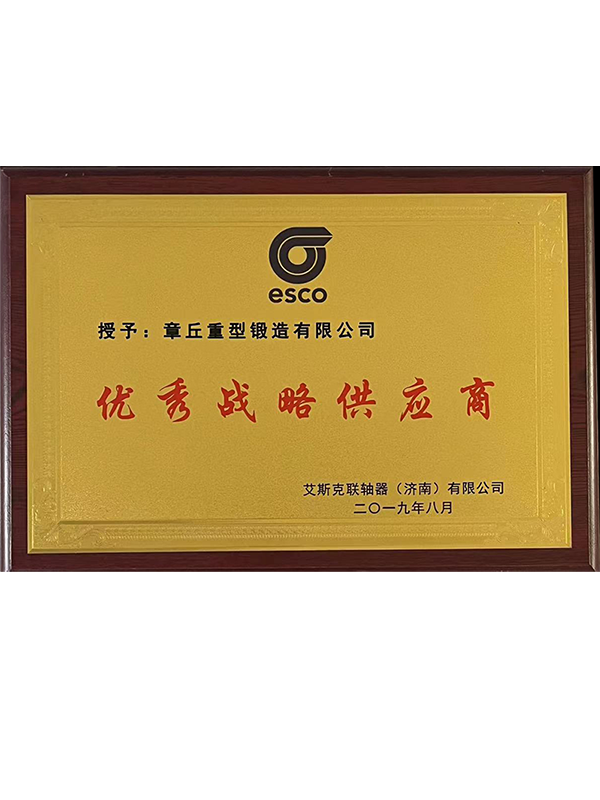 esco
授予：章丘重型锻造有限公司
优秀战略供应商
艾斯克联轴器（济南）有限公司
二〇一九年八月